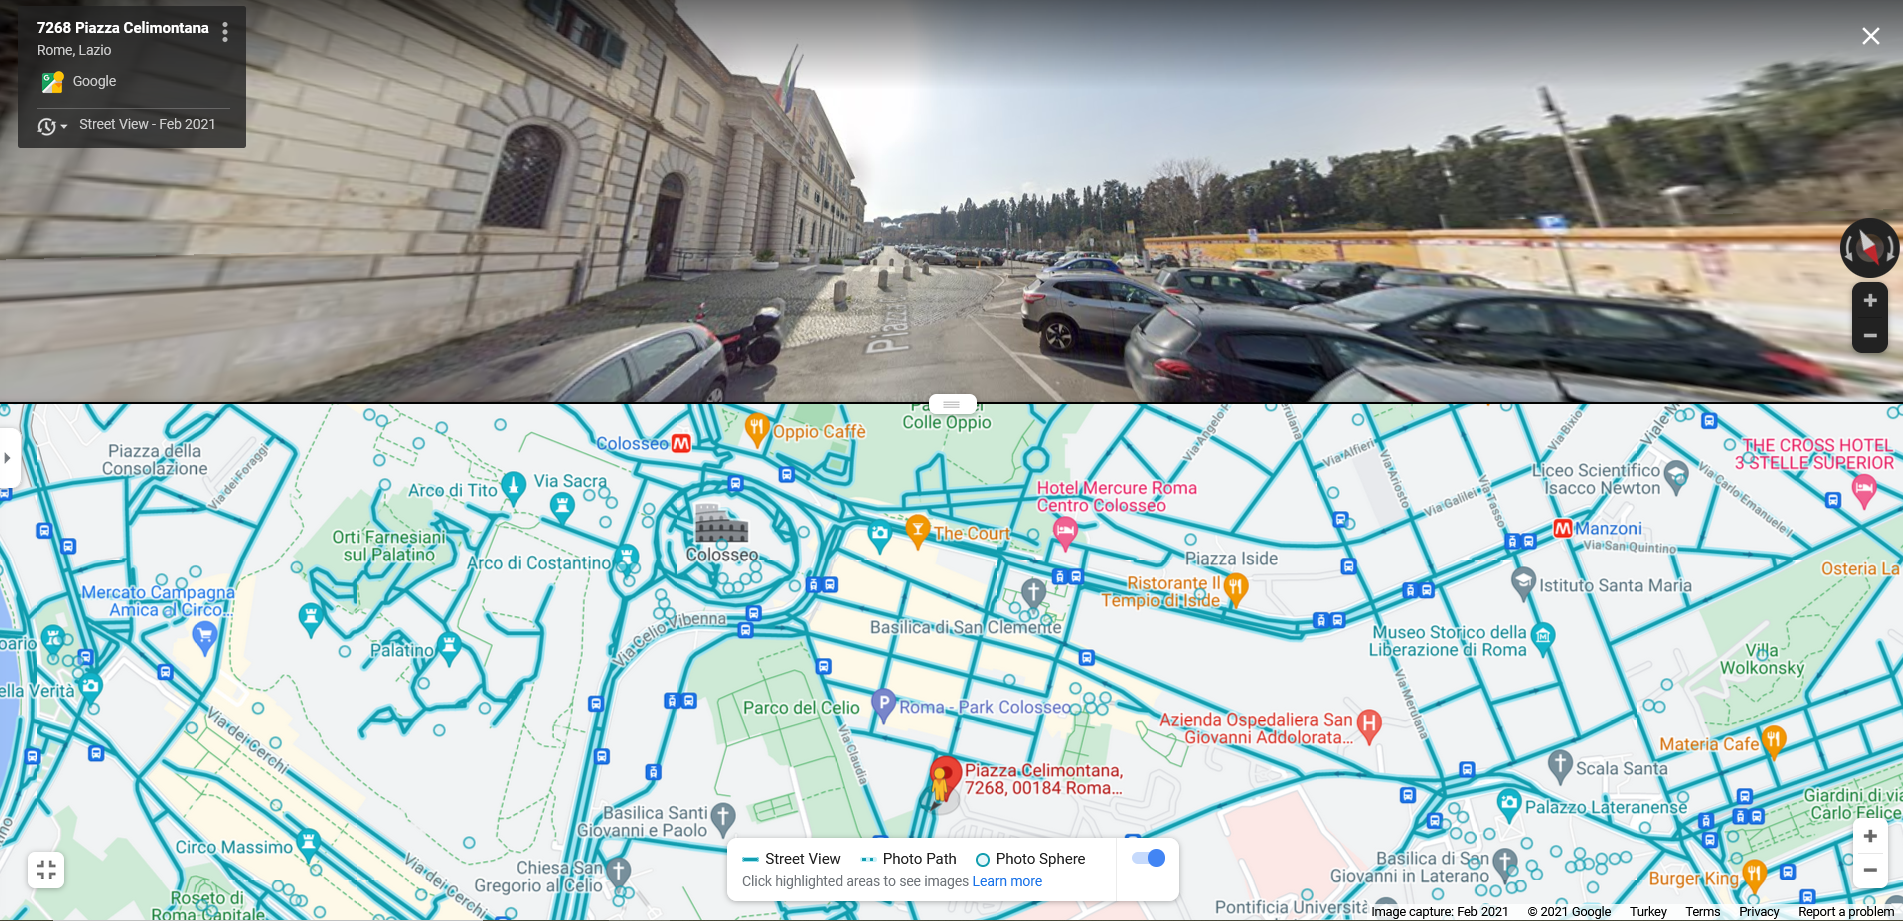 7268 Piazza Celimontana
Rome, Lazio
Google
Street View - Feb 2021
Piazza
Piazza della
Consolazione
Via dei Foraggi
Colosseo
M
Oppio Caffè
Colle Oppio
Via Angelo
Via Alfieri
Via Ariosto
Via Galilei
Via Tasso
Via Bixio
Viale
Via Carlo Emanuele I
Liceo Scientifico
Isacco Newton
THE CROSS HOTEL
3 STELLE SUPERIOR
Arco di Tito
Via Sacra
Hotel Mercure Roma
Centro Colosseo
Orti Farnesiani
sul Palatino
Arco di Costantino
Colosseo
The Court
M
Manzoni
Via San Quintino
Piazza Iside
Ristorante Il
Tempio di Iside
Istituto Santa Maria
Osteria La
Mercato Campagna
Amica al Circo...
Palatino
Via Celio Vibenna
Basilica di San Clemente
Museo Storico della
Liberazione di Roma
Villa
Wolkonsky
oario
ella Verità
Parco del Celio
P
Roma - Park Colosseo
Azienda Ospedaliera San
Giovanni Addolorata...
H
Via Merulana
Via dei Cerchi
Via Claudia
Materia Cafe
Scala Santa
Piazza Celimontana,
7268, 00184 Roma...
Basilica Santi
Giovanni e Paolo
Palazzo Lateranense
Giardini di via
Carlo Felice
Circo Massimo
Via dei Cerchi
Chiesa San
Gregorio al Celio
Basilica di San
Giovanni in Laterano
Burger King
Roseto di
Roma Capitale
Pontificia Università
Street View
Photo Path
Photo Sphere
Click highlighted areas to see images Learn more
Image capture: Feb 2021
© 2021 Google
Turkey
Terms
Privacy
Report a problem